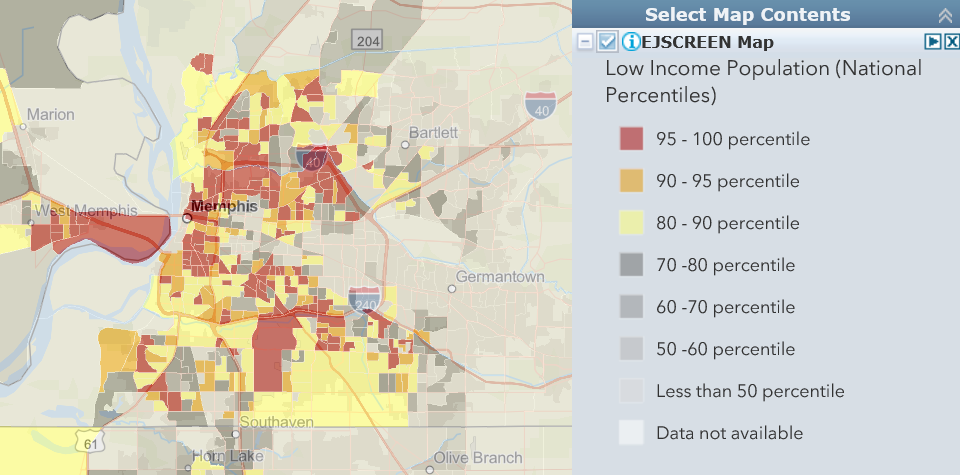 Select Map Contents
EJSCREEN Map
Low Income Population (National
Percentiles)
95 - 100 percentile
90 - 95 percentile
80 - 90 percentile
70 -80 percentile
60 -70 percentile
50 -60 percentile
Less than 50 percentile
Data not available
204
40
Marion
Bartlett
40
West Memphis
Memphis
Germantown
240
Southaven
61
Horn Lake
Olive Branch